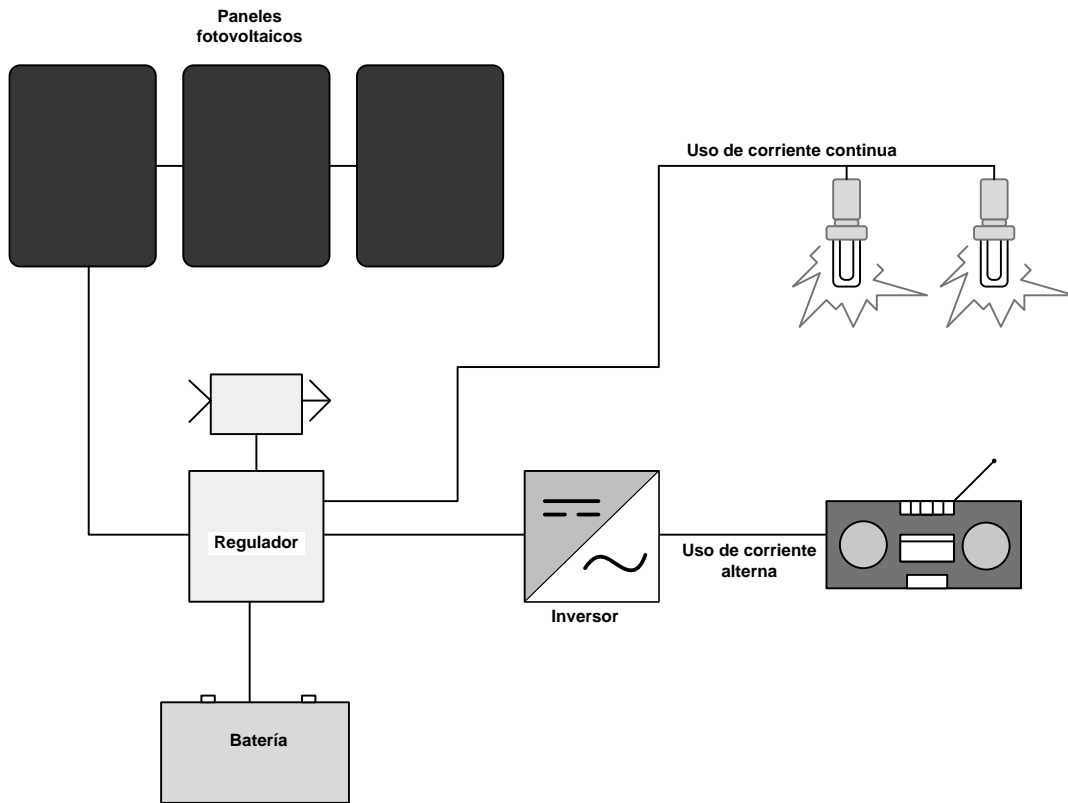 Paneles
fotovoltaicos
Uso de corriente continua
Regulador
Uso de corriente
alterna
Inversor
Batería